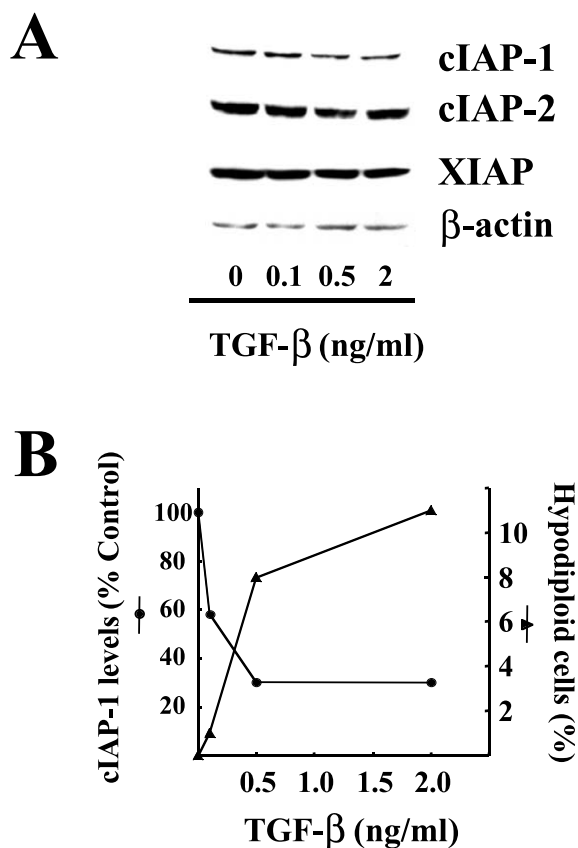 A
cIAP-1
cIAP-2
XIAP
β-actin
0 0.1 0.5 2
TGF-β (ng/ml)
B
cIAP-1 levels (% Control)
100
80
60
40
20
10
8
6
4
2
Hypodiploid cells (%)
0.5 1.0 1.5 2.0
TGF-β (ng/ml)